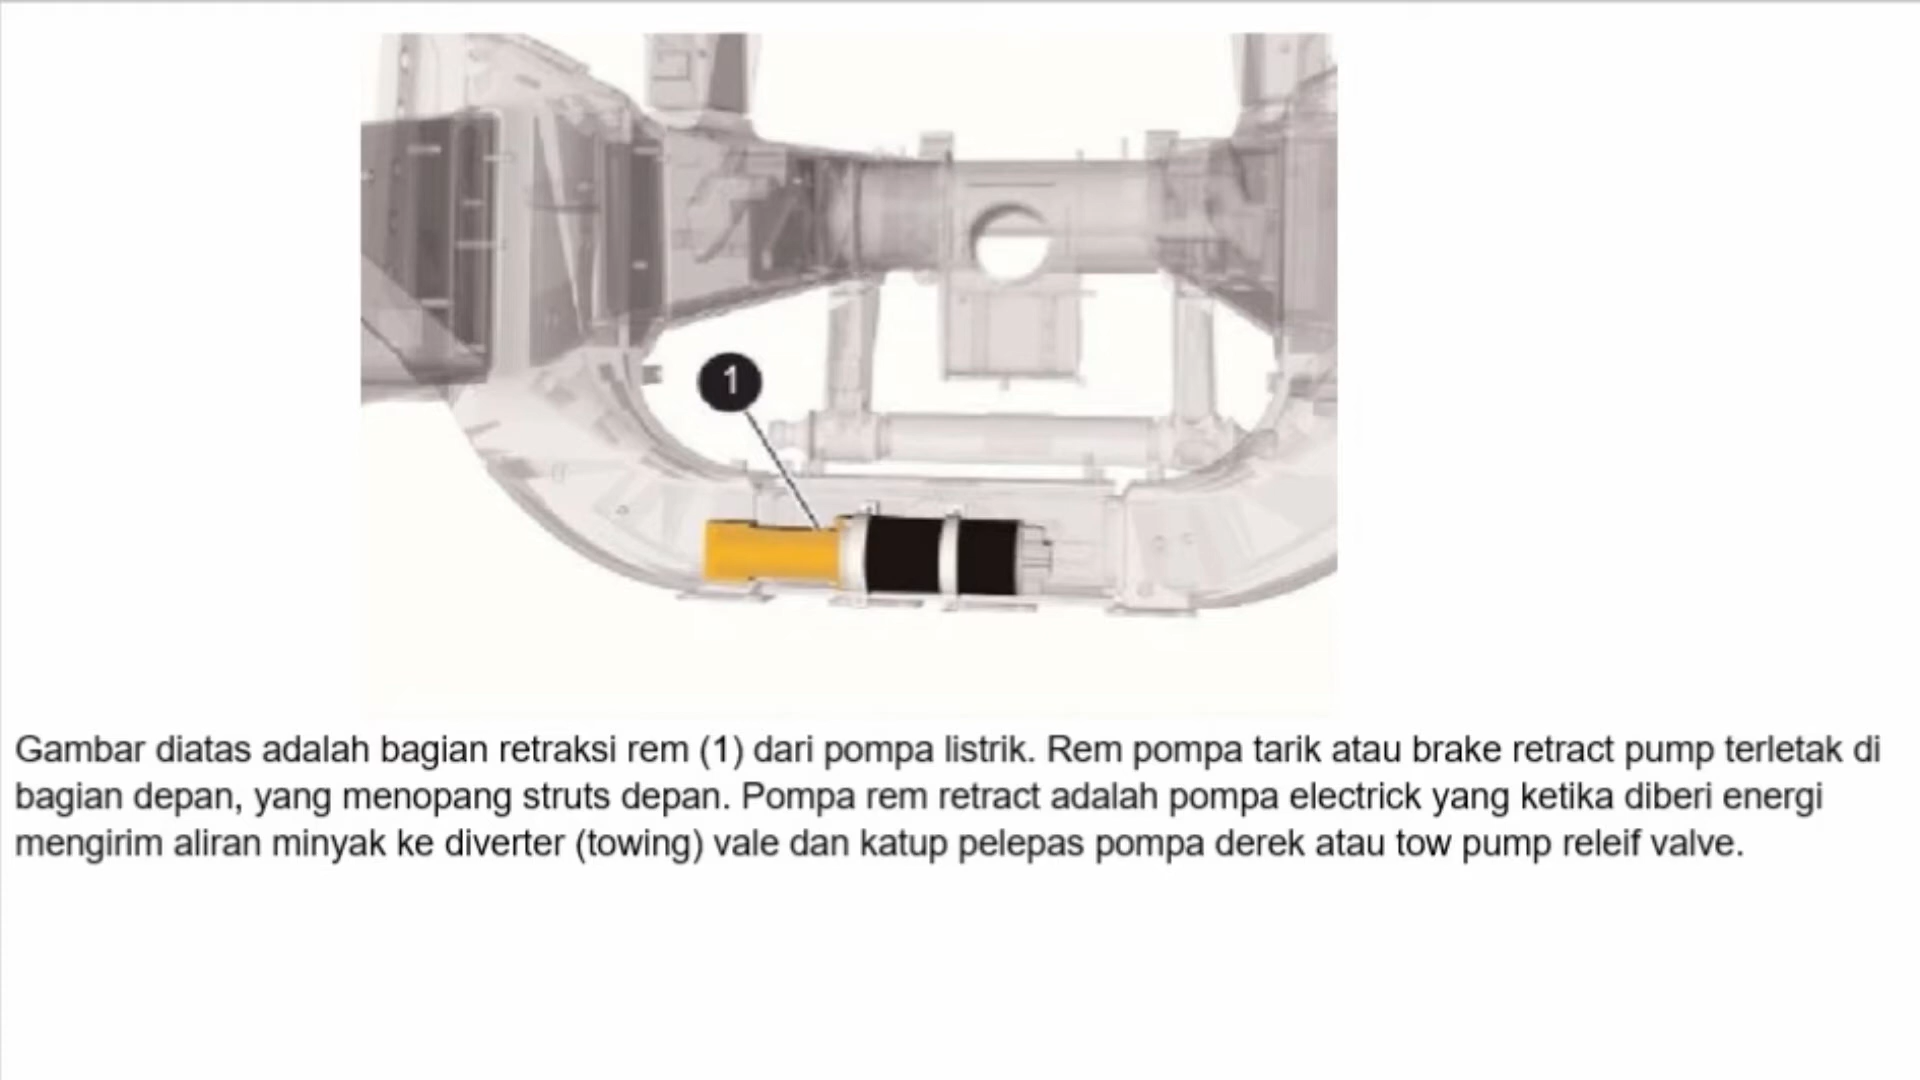 1
Gambar diatas adalah bagian retraksi rem (1) dari pompa listrik. Rem pompa tarik atau brake retract pump terletak di
bagian depan, yang menopang struts depan. Pompa rem retract adalah pompa electrick yang ketika diberi energi
mengirim aliran minyak ke diverter (towing) vale dan katup pelepas pompa derek atau tow pump releif valve.